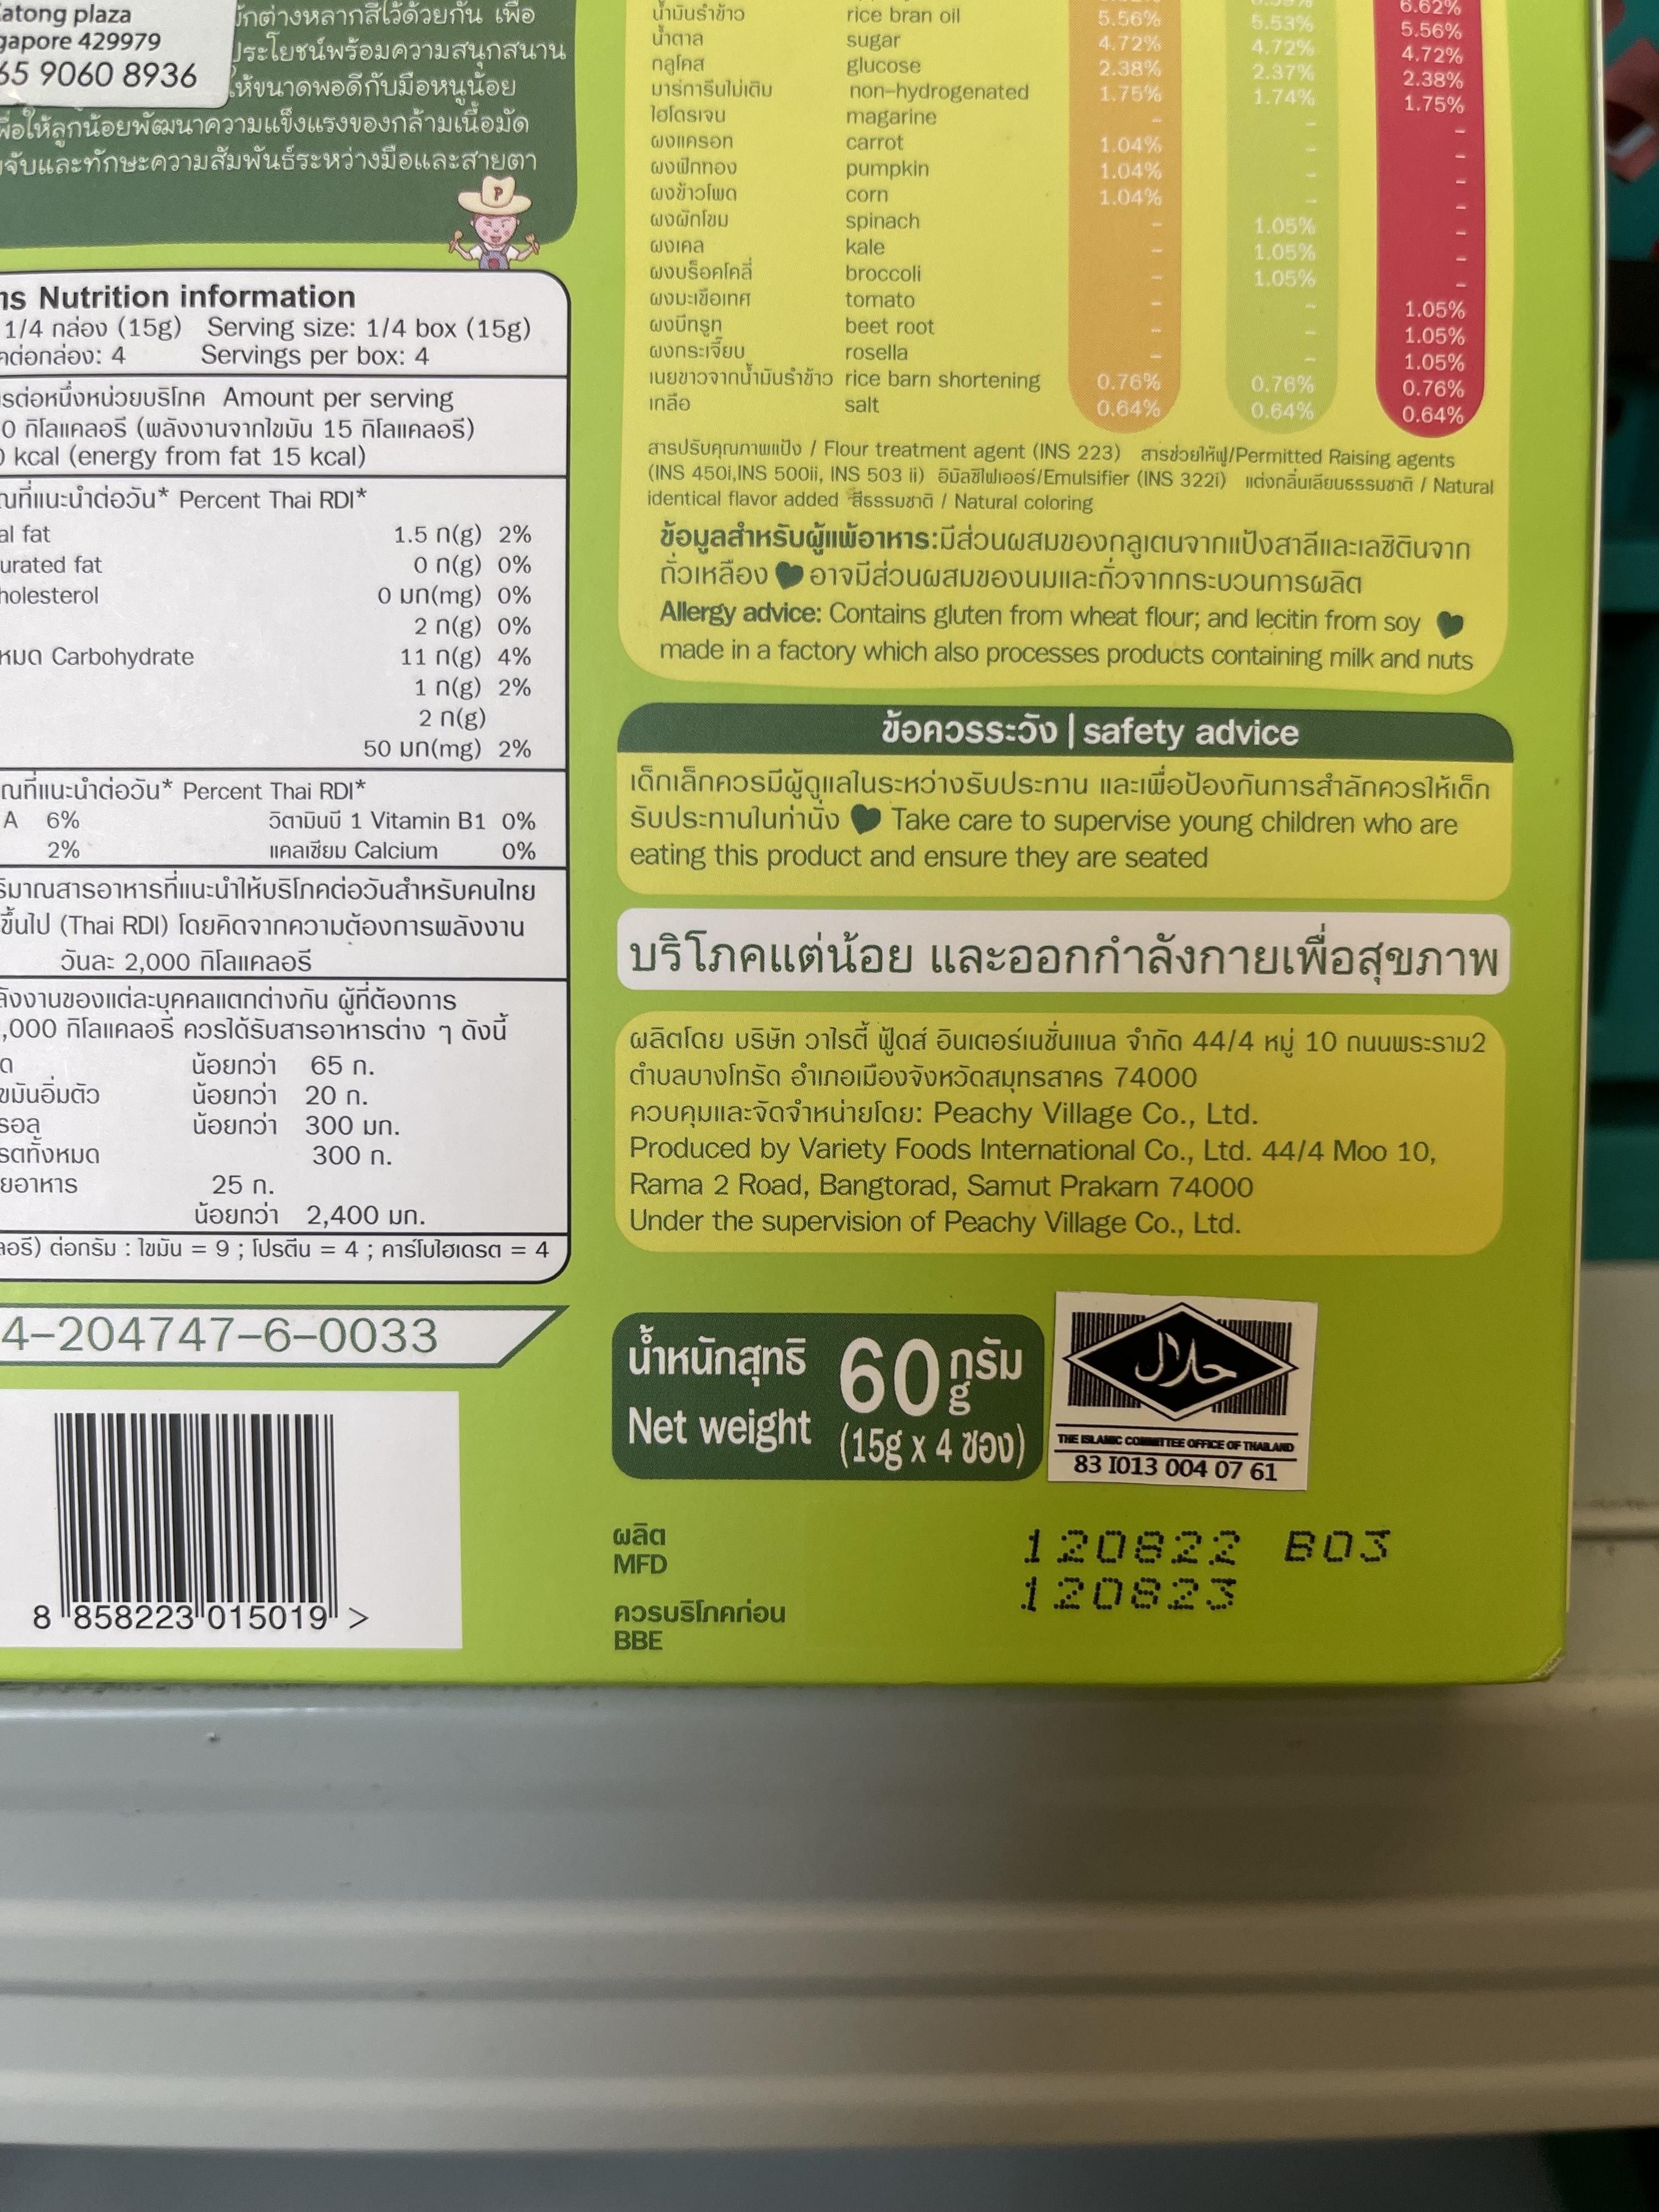 atong plaza
gapore 429979
65 9060 8936
ต่างหลากสีไว้ด้วยกัน เพื่อ
ประโยชน์พร้อมความสนุกสนาน
ให้ขนาดพอดีกับมือหนูน้อย
เพื่อให้ลูกน้อยพัฒนาความแข็งแรงของกล้ามเนื้อมัด
จับและทักษะความสัมพันธ์ระหว่างมือและสายตา
P
Nutrition information
1/4 กล่อง (15g) Serving size: 1/4 box (15g)
ต่อกล่อง: 4 Servings per box: 4
ต่อหนึ่งหน่วยบริโภค Amount per serving
0 กิโลแคลอรี (พลังงานจากไขมัน 15 กิโลแคลอรี)
0 kcal (energy from fat 15 kcal)
ที่แนะนำต่อวัน* Percent Thai RDI*
al fat 1.5 ก(g) 2%
urated fat 0 ก(g) 0%
holesterol 0 มก(mg) 0%
2 ก(g) 0%
หมด Carbohydrate 11 ก(g) 4%
1 ก(g) 2%
2 ก(g)
50 มก(mg) 2%
ที่แนะนำต่อวัน* Percent Thai RDI*
A 6% วิตามินบี 1 Vitamin B1 0%
2% แคลเซียม Calcium 0%
ริมาณสารอาหารที่แนะนำให้บริโภคต่อวันสำหรับคนไทย
ขึ้นไป (Thai RDI) โดยคิดจากความต้องการพลังงาน
วันละ 2,000 กิโลแคลอรี
ลังงานของแต่ละบุคคลแตกต่างกัน ผู้ที่ต้องการ
,000 กิโลแคลอรี ควรได้รับสารอาหารต่าง ๆ ดังนี้
ด น้อยกว่า 65 ก.
ขมันอิ่มตัว น้อยกว่า 20 ก.
รอล น้อยกว่า 300 มก.
รตทั้งหมด 300 ก.
ยอาหาร 25 ก.
น้อยกว่า 2,400 มก.
ลอรี) ต่อกรัม : ไขมัน = 9 ; โปรตีน = 4 ; คาร์โบไฮเดรต = 4
4-204747-6-0033
8 858223 015019 >
6.62%
น้ำมันรำข้าว rice bran oil 5.56% 5.53% 5.56%
น้ำตาล sugar 4.72% 4.72% 4.72%
กลูโคส glucose 2.38% 2.37% 2.38%
มาร์การีนไม่เติม non-hydrogenated 1.75% 1.74% 1.75%
ไฮโดรเจน magarine - - -
ผงแครอท carrot 1.04% - -
ผงฟักทอง pumpkin 1.04% - -
ผงข้าวโพด corn 1.04% - -
ผงผักโขม spinach - 1.05% -
ผงเคล kale - 1.05% -
ผงบร็อคโคลี่ broccoli - 1.05% -
ผงมะเขือเทศ tomato - - 1.05%
ผงบีทรูท beet root - - 1.05%
ผงกระเจี๊ยบ rosella - - 1.05%
เนยขาวจากน้ำมันรำข้าว rice barn shortening 0.76% 0.76% 0.76%
เกลือ salt 0.64% 0.64% 0.64%
สารปรับคุณภาพแป้ง / Flour treatment agent (INS 223) สารช่วยให้ฟู/Permitted Raising agents
(INS 450i,INS 500ii, INS 503 ii) อิมัลซิไฟเออร์/Emulsifier (INS 322i) แต่งกลิ่นเลียนธรรมชาติ / Natural
identical flavor added สีธรรมชาติ / Natural coloring
ข้อมูลสำหรับผู้แพ้อาหาร:มีส่วนผสมของกลูเตนจากแป้งสาลีและเลซิตินจาก
ถั่วเหลือง อาจมีส่วนผสมของนมและถั่วจากกระบวนการผลิต
Allergy advice: Contains gluten from wheat flour; and lecitin from soy
made in a factory which also processes products containing milk and nuts
ข้อควรระวัง | safety advice
เด็กเล็กควรมีผู้ดูแลในระหว่างรับประทาน และเพื่อป้องกันการสำลักควรให้เด็ก
รับประทานในท่านั่ง Take care to supervise young children who are
eating this product and ensure they are seated
บริโภคแต่น้อย และออกกำลังกายเพื่อสุขภาพ
ผลิตโดย บริษัท วาไรตี้ ฟู้ดส์ อินเตอร์เนชั่นแนล จำกัด 44/4 หมู่ 10 ถนนพระราม2
ตำบลบางโทรัด อำเภอเมืองจังหวัดสมุทรสาคร 74000
ควบคุมและจัดจำหน่ายโดย: Peachy Village Co., Ltd.
Produced by Variety Foods International Co., Ltd. 44/4 Moo 10,
Rama 2 Road, Bangtorad, Samut Prakarn 74000
Under the supervision of Peachy Village Co., Ltd.
น้ำหนักสุทธิ 60 กรัม
Net weight g
(15g x 4 ซอง)
حلال
THE ISLAMIC COMMITTEE OFFICE OF THAILAND
83 I013 004 07 61
ผลิต
MFD 120822 B03
ควรบริโภคก่อน
BBE 120823